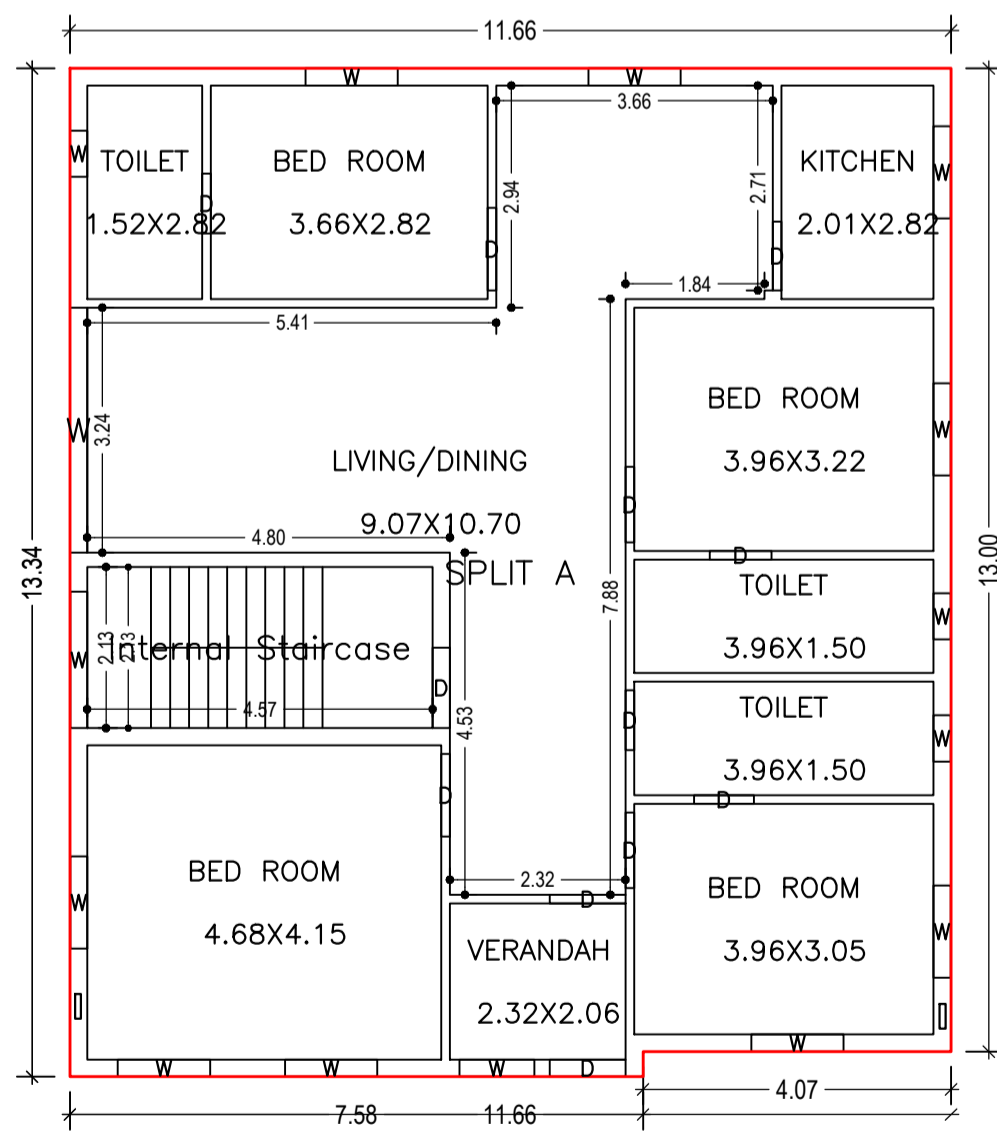 11.66
W
W
3.66
TOILET
BED ROOM
KITCHEN
W
W
D
1.52X2.82
3.66X2.82
2.94
2.71
2.01X2.82
D
D
1.84
5.41
3.24
W
BED ROOM
W
LIVING/DINING
3.96X3.22
D
9.07X10.70
4.80
SPLIT A
13.34
13.00
D
7.88
TOILET
W
3.96X1.50
2.13
2.13
Internal Staircase
W
D
4.57
4.53
TOILET
D
W
3.96X1.50
D
D
D
BED ROOM
4.68X4.15
W
2.32
D
BED ROOM
3.96X3.05
W
VERANDAH
2.32X2.06
W
W
W
W
D
4.07
7.58
11.66